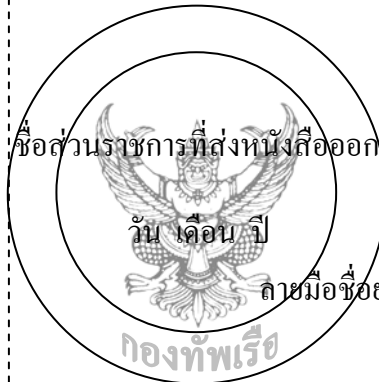 ชื่อส่วนราชการที่ส่งหนังสือออก
วัน เดือน ปี
ลายมือชื่อย
กองทัพเรือ